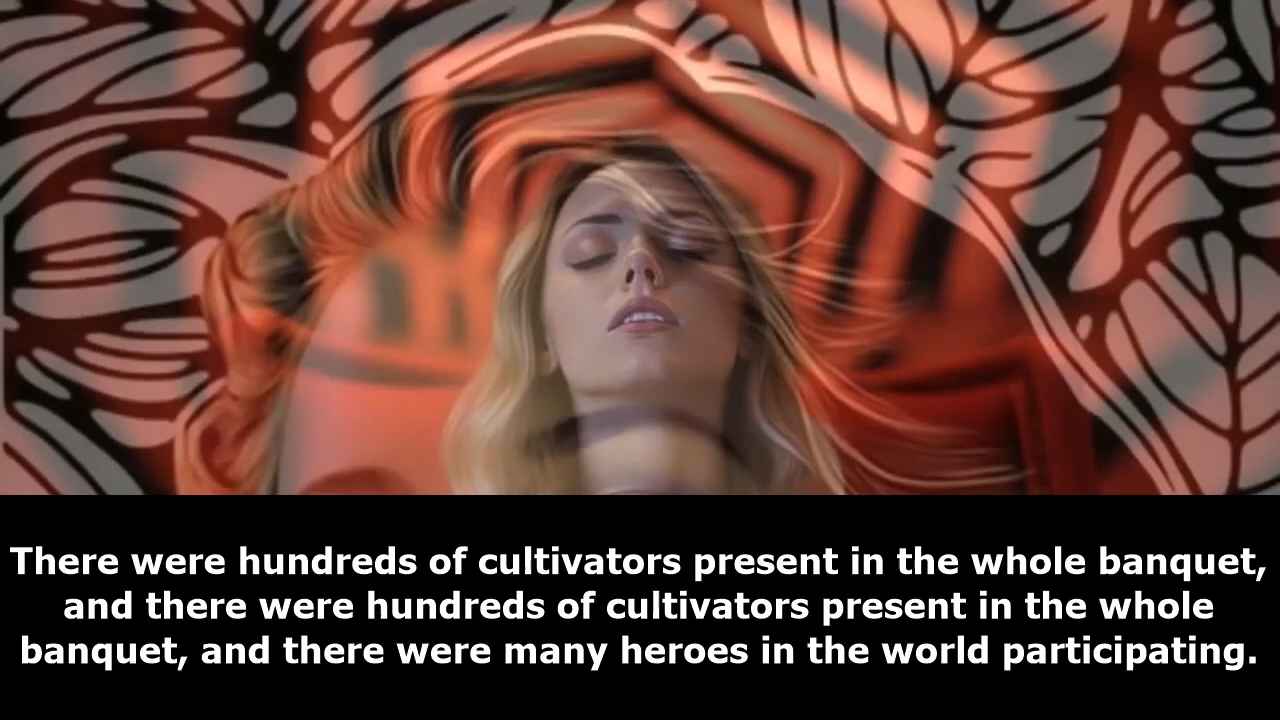 There were hundreds of cultivators present in the whole banquet,
and there were hundreds of cultivators present in the whole
banquet, and there were many heroes in the world participating.